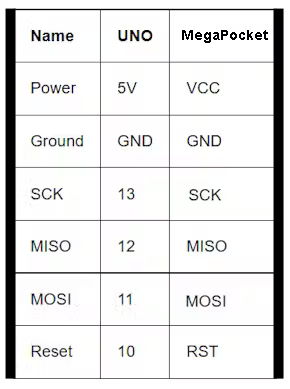 Name UNO MegaPocket
Power 5V VCC
Ground GND GND
SCK 13 SCK
MISO 12 MISO
MOSI 11 MOSI
Reset 10 RST